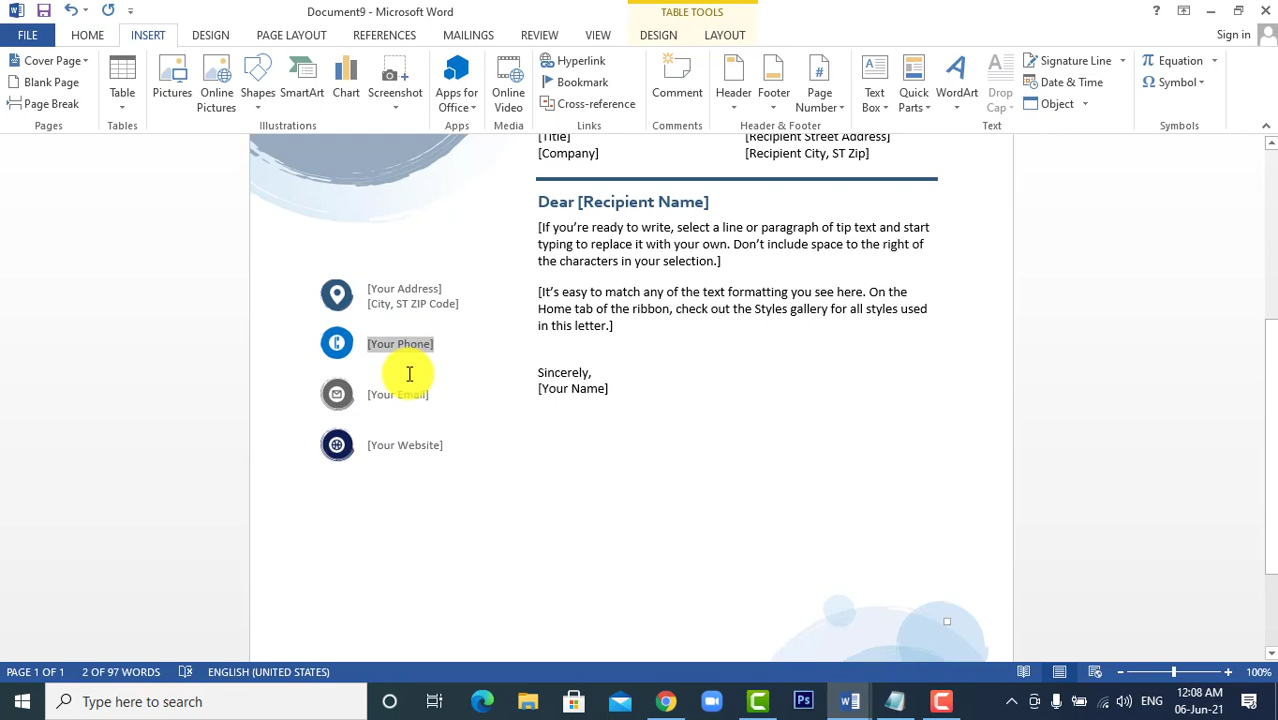 Document9 - Microsoft Word
TABLE TOOLS
?
FILE HOME INSERT DESIGN PAGE LAYOUT REFERENCES MAILINGS REVIEW VIEW DESIGN LAYOUT Sign in
Cover Page
Blank Page
Page Break
Pages
Table
Tables
Pictures
Online Pictures
Shapes
SmartArt
Chart
Screenshot
Illustrations
Apps for Office
Apps
Online Video
Media
Hyperlink
Bookmark
Cross-reference
Links
Comment
Comments
Header
Footer
Page Number
Header & Footer
Text Box
Quick Parts
WordArt
Drop Cap
Signature Line
Date & Time
Object
Text
Equation
Symbol
Symbols
[Title]
[Company]
[Recipient Street Address]
[Recipient City, ST Zip]
Dear [Recipient Name]
[If you're ready to write, select a line or paragraph of tip text and start
typing to replace it with your own. Don't include space to the right of
the characters in your selection.]
[It's easy to match any of the text formatting you see here. On the
Home tab of the ribbon, check out the Styles gallery for all styles used
in this letter.]
Sincerely,
[Your Name]
[Your Address]
[City, ST ZIP Code]
[Your Phone]
[Your Email]
[Your Website]
PAGE 1 OF 1 2 OF 97 WORDS ENGLISH (UNITED STATES) 100%
Type here to search
Ps
ENG
12:08 AM
06-Jun-21